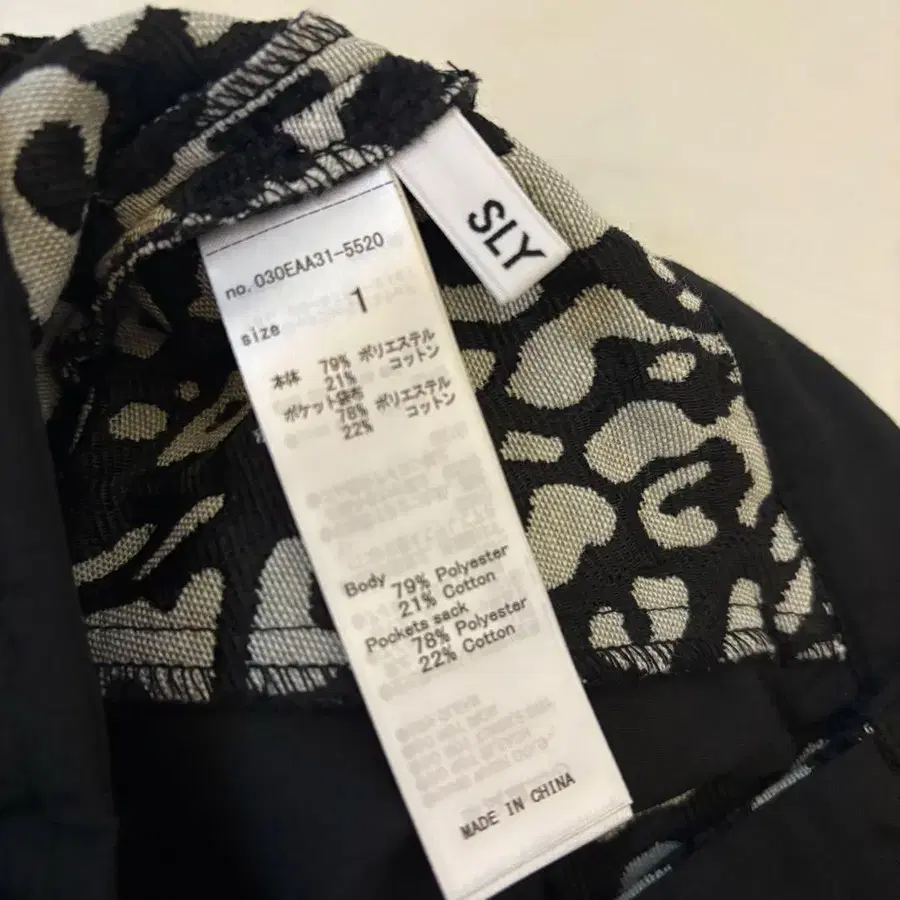 SLY
no. 030EAA31-5520
size 1
本体 79% ポリエステル
21% コットン
ポケット袋布
78% ポリエステル
22% コットン
Body
79% Polyester
21% Cotton
Pockets sack
78% Polyester
22% Cotton
MADE IN CHINA